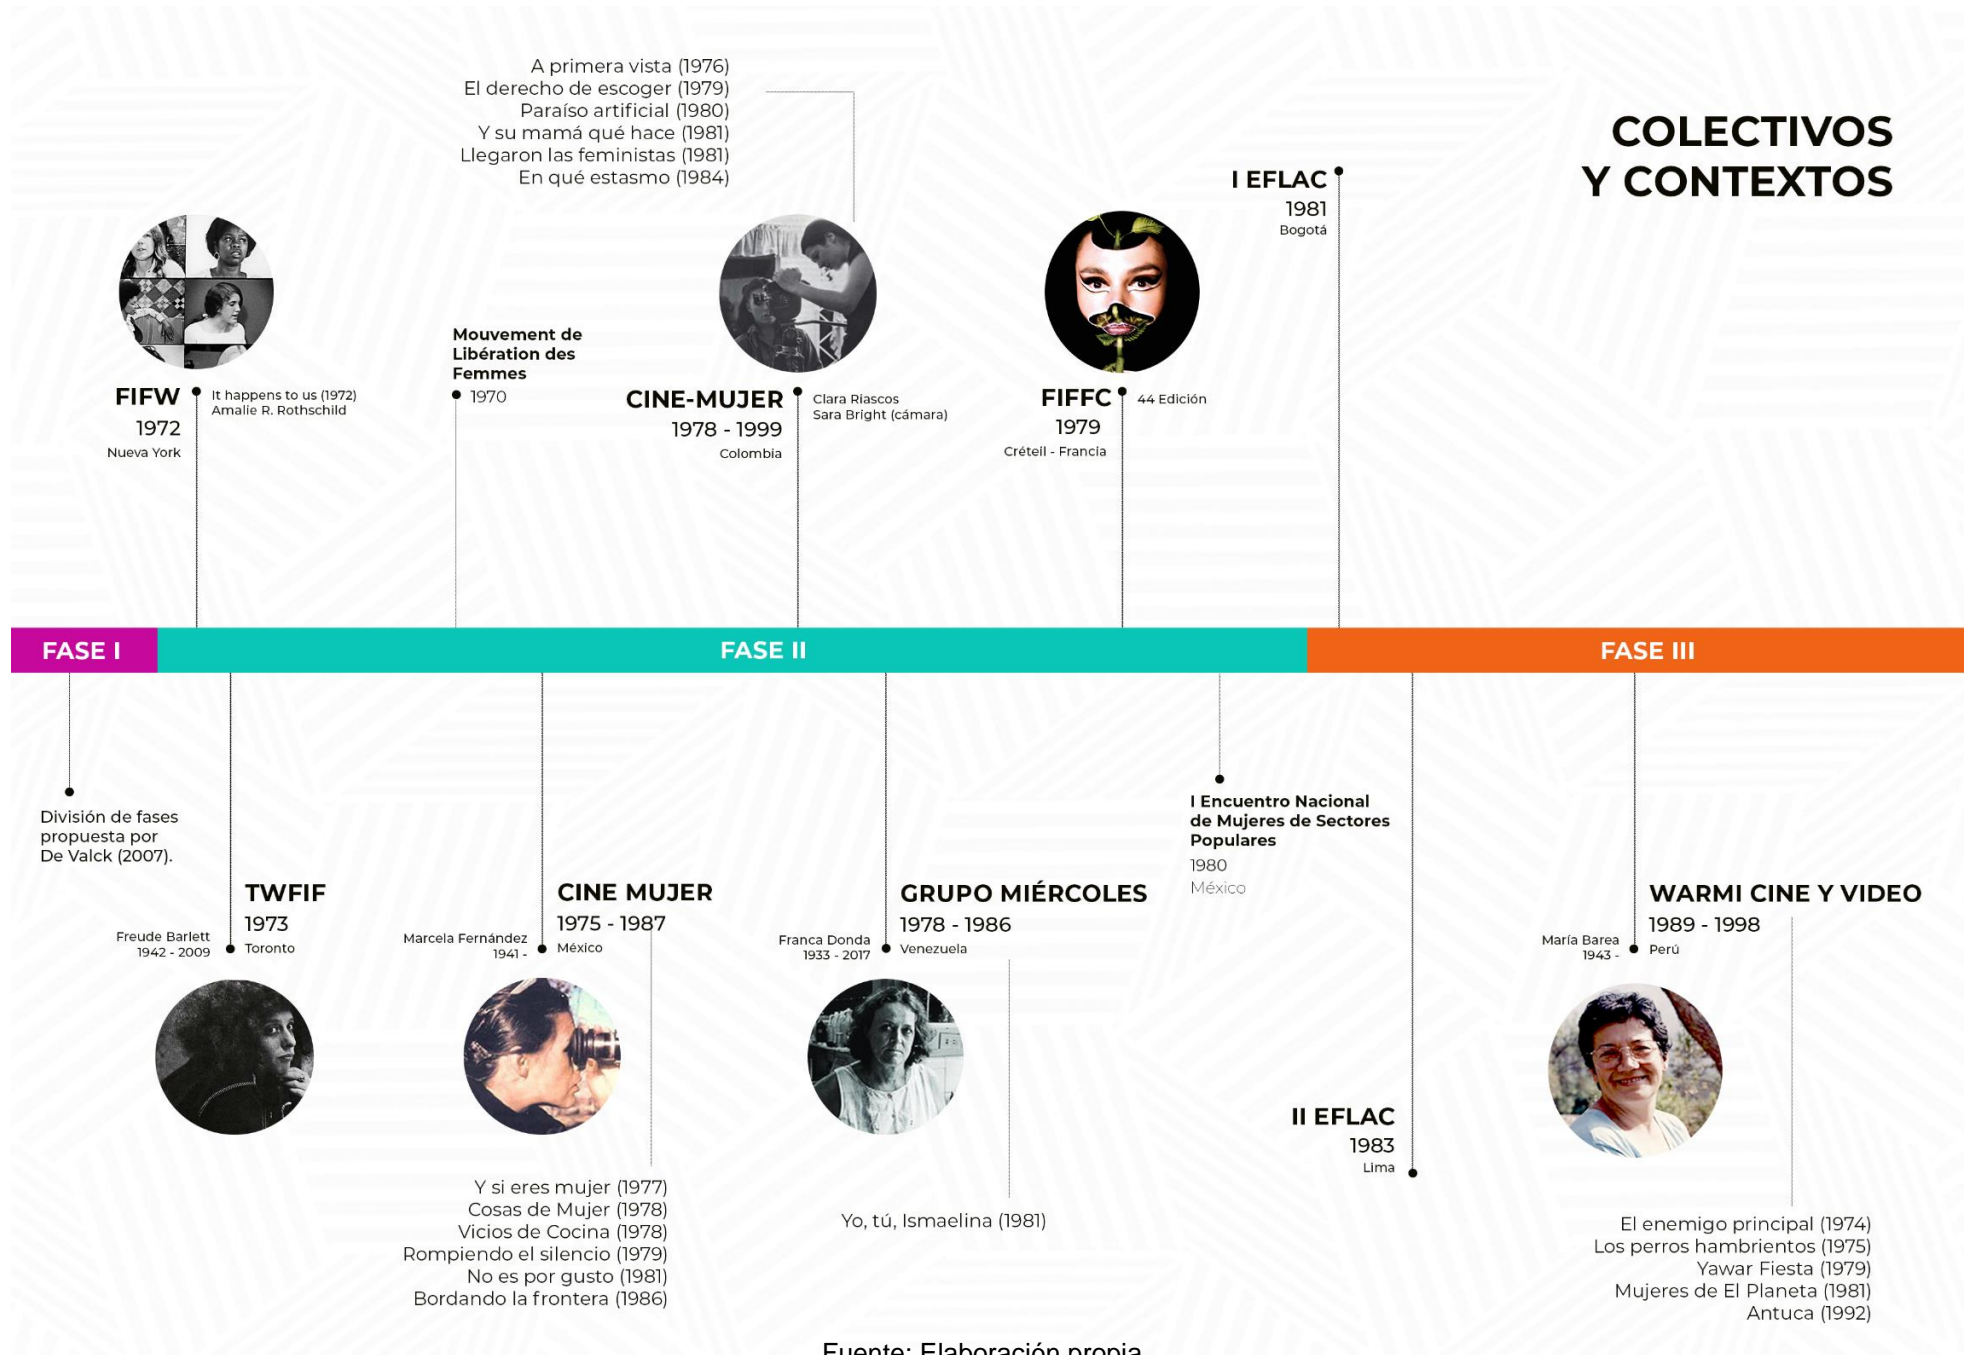 COLECTIVOS
Y CONTEXTOS
A primera vista (1976)
El derecho de escoger (1979)
Paraíso artificial (1980)
Y su mamá qué hace (1981)
Llegaron las feministas (1981)
En qué estasmo (1984)
I EFLAC
1981
Bogotá
FIFW
1972
Nueva York
It happens to us (1972)
Amalie R. Rothschild
Mouvement de
Libération des
Femmes
1970
CINE-MUJER
1978 - 1999
Colombia
Clara Riascos
Sara Bright (cámara)
FIFFC
1979
Créteil - Francia
44 Edición
FASE I
FASE II
FASE III
División de fases
propuesta por
De Valck (2007).
TWFIF
1973
Toronto
Freude Barlett
1942 - 2009
CINE MUJER
1975 - 1987
México
Marcela Fernández
1941 -
GRUPO MIÉRCOLES
1978 - 1986
Venezuela
Franca Donda
1933 - 2017
I Encuentro Nacional
de Mujeres de Sectores
Populares
1980
México
WARMI CINE Y VIDEO
1989 - 1998
Perú
María Barea
1943 -
II EFLAC
1983
Lima
Y si eres mujer (1977)
Cosas de Mujer (1978)
Vicios de Cocina (1978)
Rompiendo el silencio (1979)
No es por gusto (1981)
Bordando la frontera (1986)
Yo, tú, Ismaelina (1981)
El enemigo principal (1974)
Los perros hambrientos (1975)
Yawar Fiesta (1979)
Mujeres de El Planeta (1981)
Antuca (1992)
Fuente: Elaboración propia